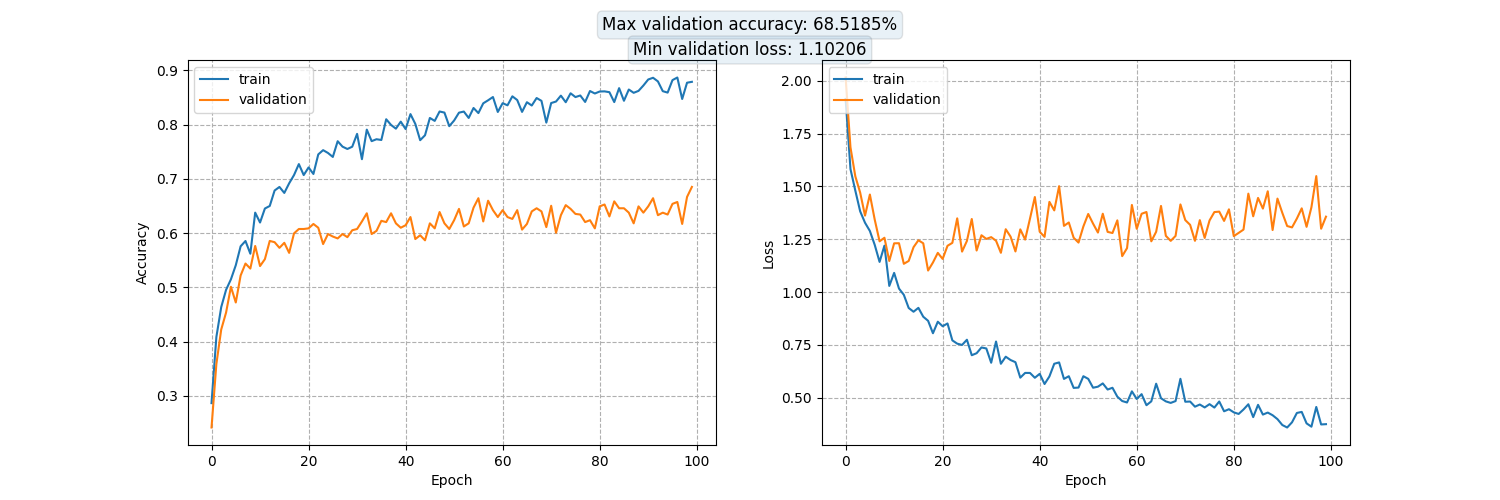 Max validation accuracy: 68.5185%
Min validation loss: 1.10206
train
validation
0.9
0.8
0.7
0.6
0.5
0.4
0.3
Accuracy
0 20 40 60 80 100
Epoch
train
validation
2.00
1.75
1.50
1.25
1.00
0.75
0.50
Loss
0 20 40 60 80 100
Epoch